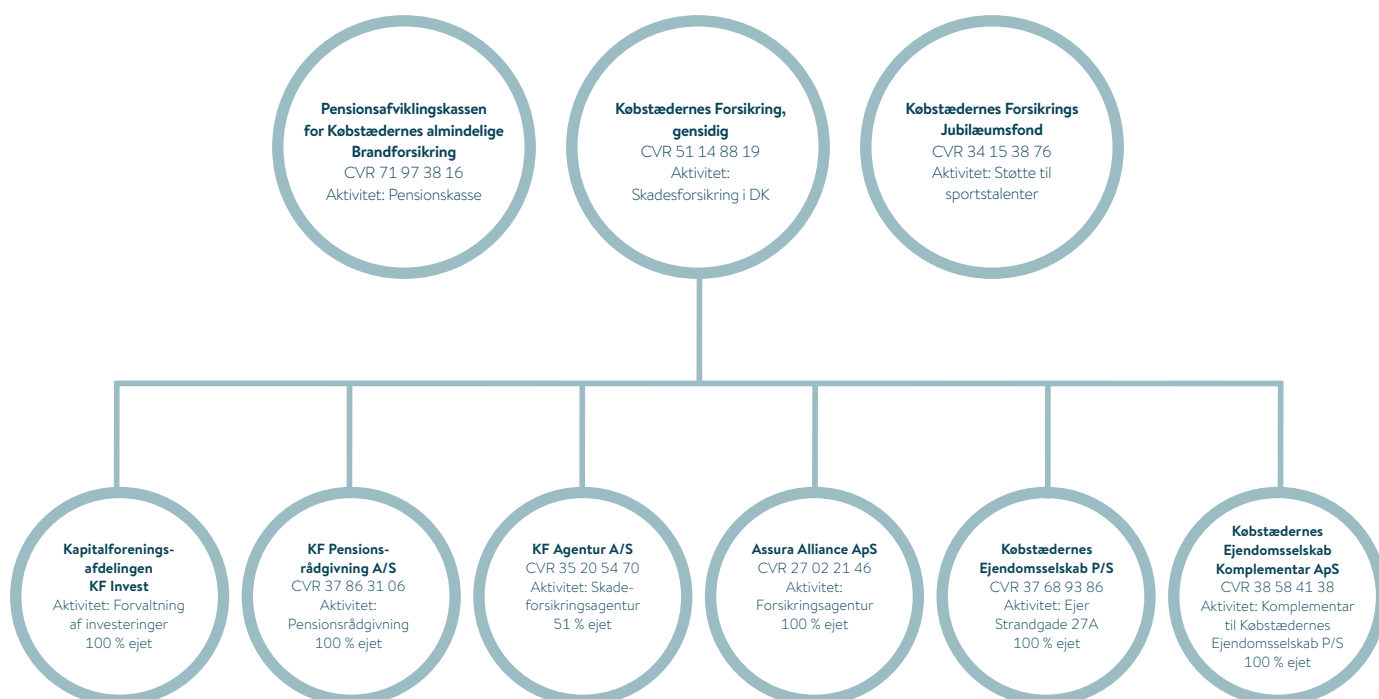 Pensionsafviklingskassen
for Købstædernes almindelige
Brandforsikring
CVR 71 97 38 16
Aktivitet: Pensionskasse
Købstædernes Forsikring,
gensidig
CVR 51 14 88 19
Aktivitet:
Skadesforsikring i DK
Købstædernes Forsikrings
Jubilæumsfond
CVR 34 15 38 76
Aktivitet: Støtte til
sportstalenter
Kapitalforenings-
afdelingen
KF Invest
Aktivitet: Forvaltning
af investeringer
100 % ejet
KF Pensions-
rådgivning A/S
CVR 37 86 31 06
Aktivitet:
Pensionsrådgivning
100 % ejet
KF Agentur A/S
CVR 35 20 54 70
Aktivitet: Skade-
forsikringsagentur
51 % ejet
Assura Alliance ApS
CVR 27 02 21 46
Aktivitet:
Forsikringsagentur
100 % ejet
Købstædernes
Ejendomsselskab P/S
CVR 37 68 93 86
Aktivitet: Ejer
Strandgade 27A
100 % ejet
Købstædernes
Ejendomsselskab
Komplementar ApS
CVR 38 58 41 38
Aktivitet: Komplementar
til Købstædernes
Ejendomsselskab P/S
100 % ejet